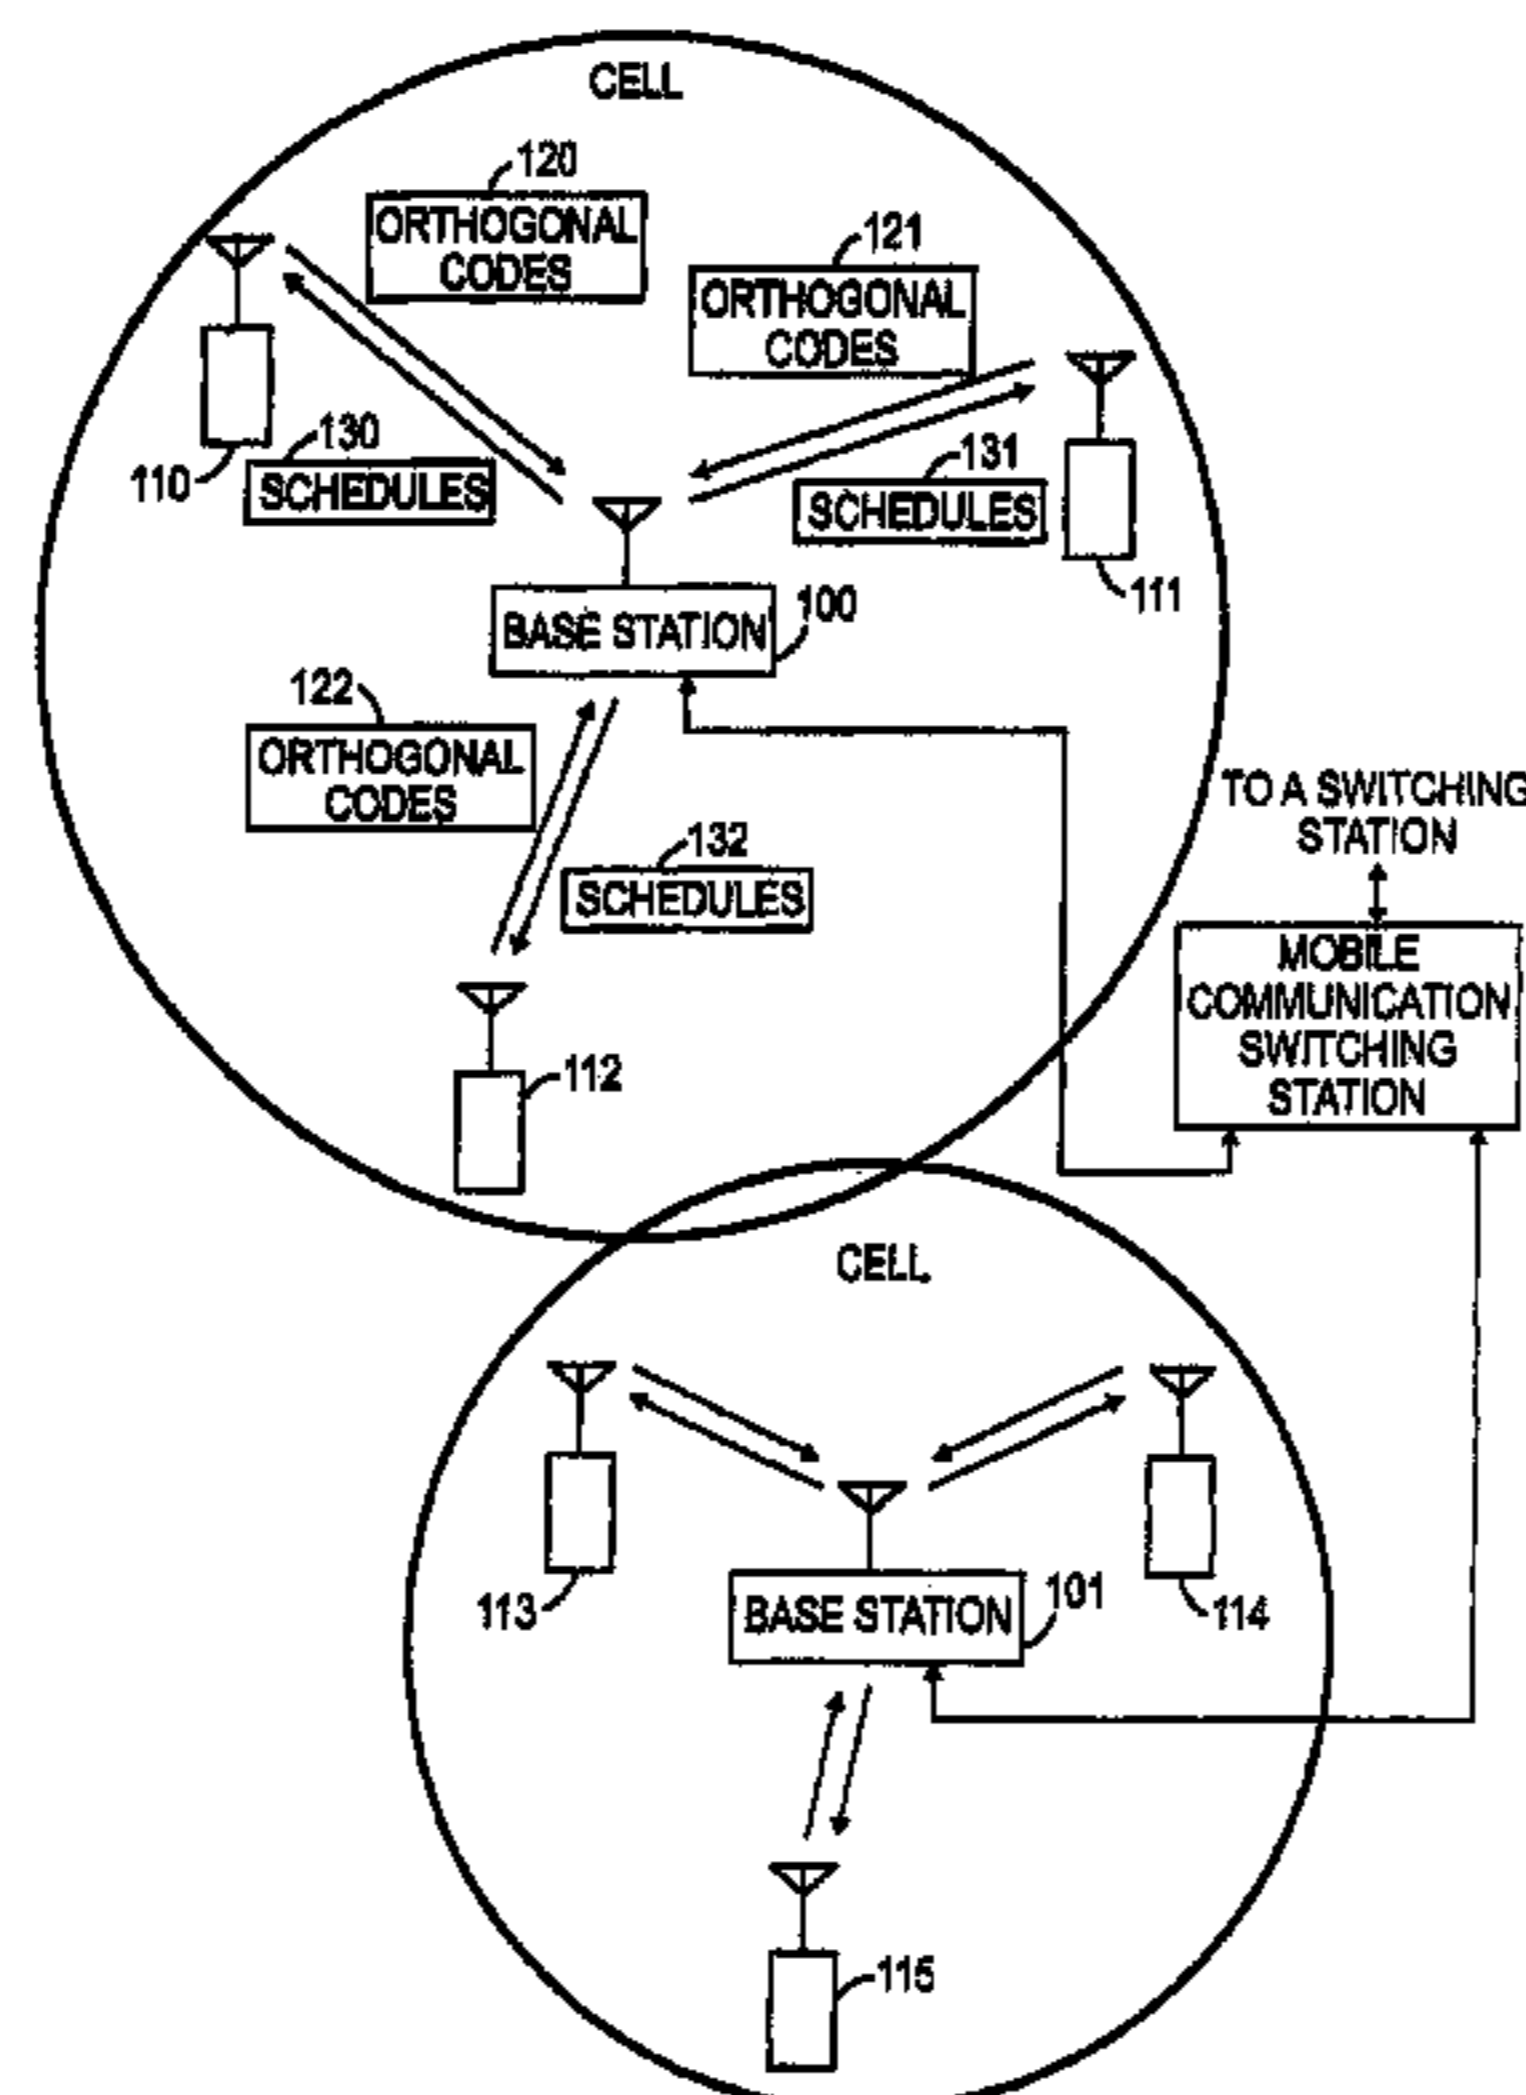 CELL
120
ORTHOGONAL
CODES
121
ORTHOGONAL
CODES
130
110
SCHEDULES
131
SCHEDULES
111
BASE STATION
100
122
ORTHOGONAL
CODES
132
SCHEDULES
112
TO A SWITCHING
STATION
MOBILE
COMMUNICATION
SWITCHING
STATION
CELL
113
BASE STATION
101
114
115